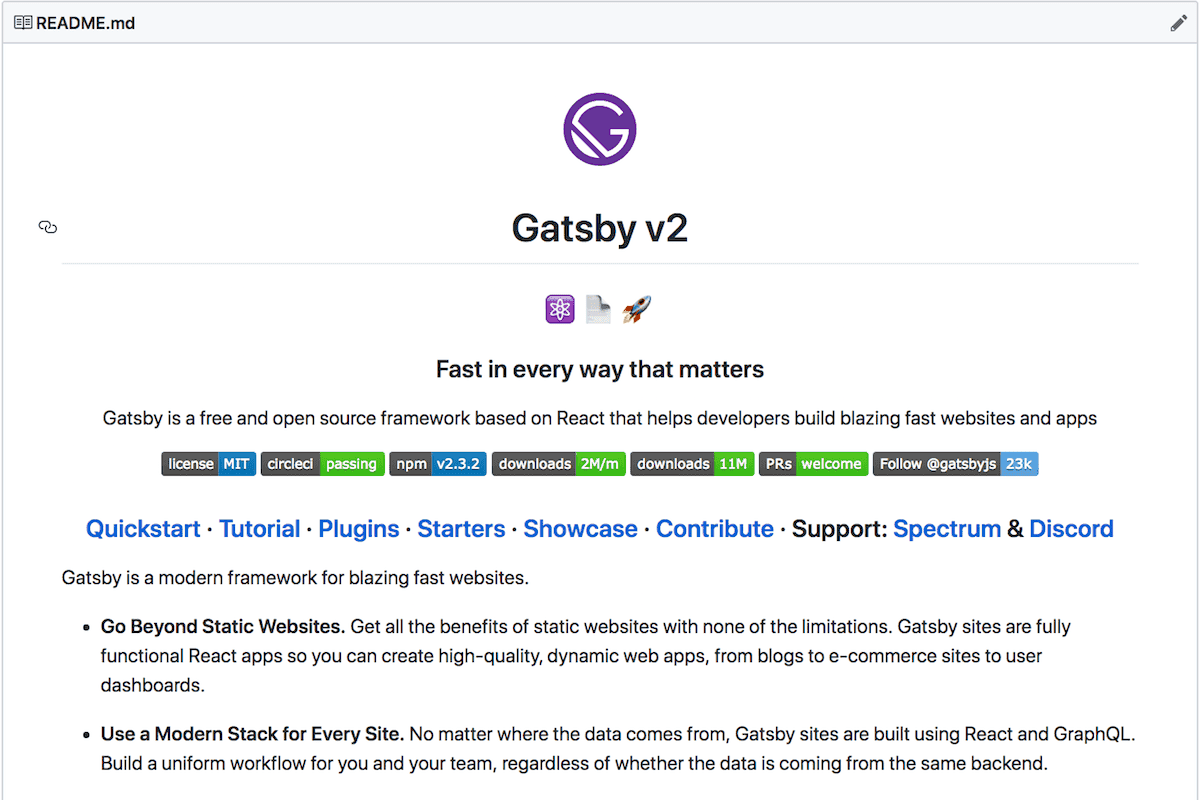 README.md
Gatsby v2
Fast in every way that matters
Gatsby is a free and open source framework based on React that helps developers build blazing fast websites and apps
license MIT circleci passing npm v2.3.2 downloads 2M/m downloads 11M PRs welcome Follow @gatsbyjs 23k
Quickstart · Tutorial · Plugins · Starters · Showcase · Contribute · Support: Spectrum & Discord
Gatsby is a modern framework for blazing fast websites.
• Go Beyond Static Websites. Get all the benefits of static websites with none of the limitations. Gatsby sites are fully
functional React apps so you can create high-quality, dynamic web apps, from blogs to e-commerce sites to user
dashboards.
• Use a Modern Stack for Every Site. No matter where the data comes from, Gatsby sites are built using React and GraphQL.
Build a uniform workflow for you and your team, regardless of whether the data is coming from the same backend.